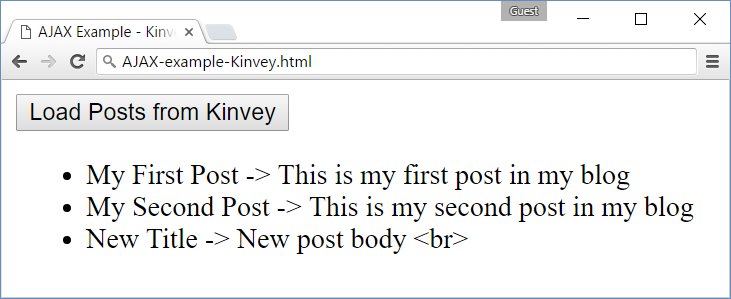 Guest
AJAX Example - Kinv
AJAX-example-Kinvey.html
Load Posts from Kinvey
• My First Post -> This is my first post in my blog
• My Second Post -> This is my second post in my blog
• New Title -> New post body <br>